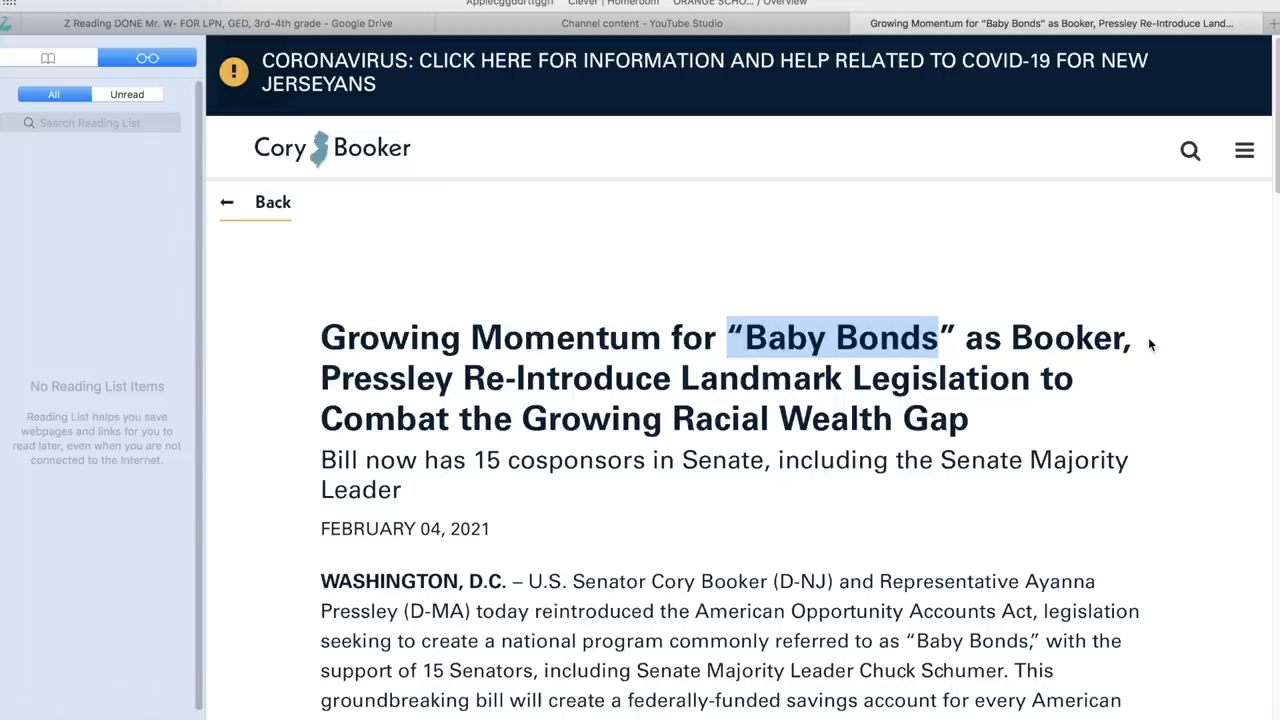 Clever | Homeroom
/ Overview
Z Reading DONE Mr. W- FOR LPN, GED, 3rd-4th grade - Google Drive
Channel content - YouTube Studio
Growing Momentum for “Baby Bonds” as Booker, Pressley Re-Introduce Land...
All
Unread
Search Reading List
No Reading List Items
Reading List helps you save
webpages and links for you to
read later, even when you are not
connected to the Internet.
CORONAVIRUS: CLICK HERE FOR INFORMATION AND HELP RELATED TO COVID-19 FOR NEW
JERSEYANS
Cory Booker
Back
Growing Momentum for “Baby Bonds” as Booker,
Pressley Re-Introduce Landmark Legislation to
Combat the Growing Racial Wealth Gap
Bill now has 15 cosponsors in Senate, including the Senate Majority
Leader
FEBRUARY 04, 2021
WASHINGTON, D.C. – U.S. Senator Cory Booker (D-NJ) and Representative Ayanna
Pressley (D-MA) today reintroduced the American Opportunity Accounts Act, legislation
seeking to create a national program commonly referred to as “Baby Bonds,” with the
support of 15 Senators, including Senate Majority Leader Chuck Schumer. This
groundbreaking bill will create a federally-funded savings account for every American